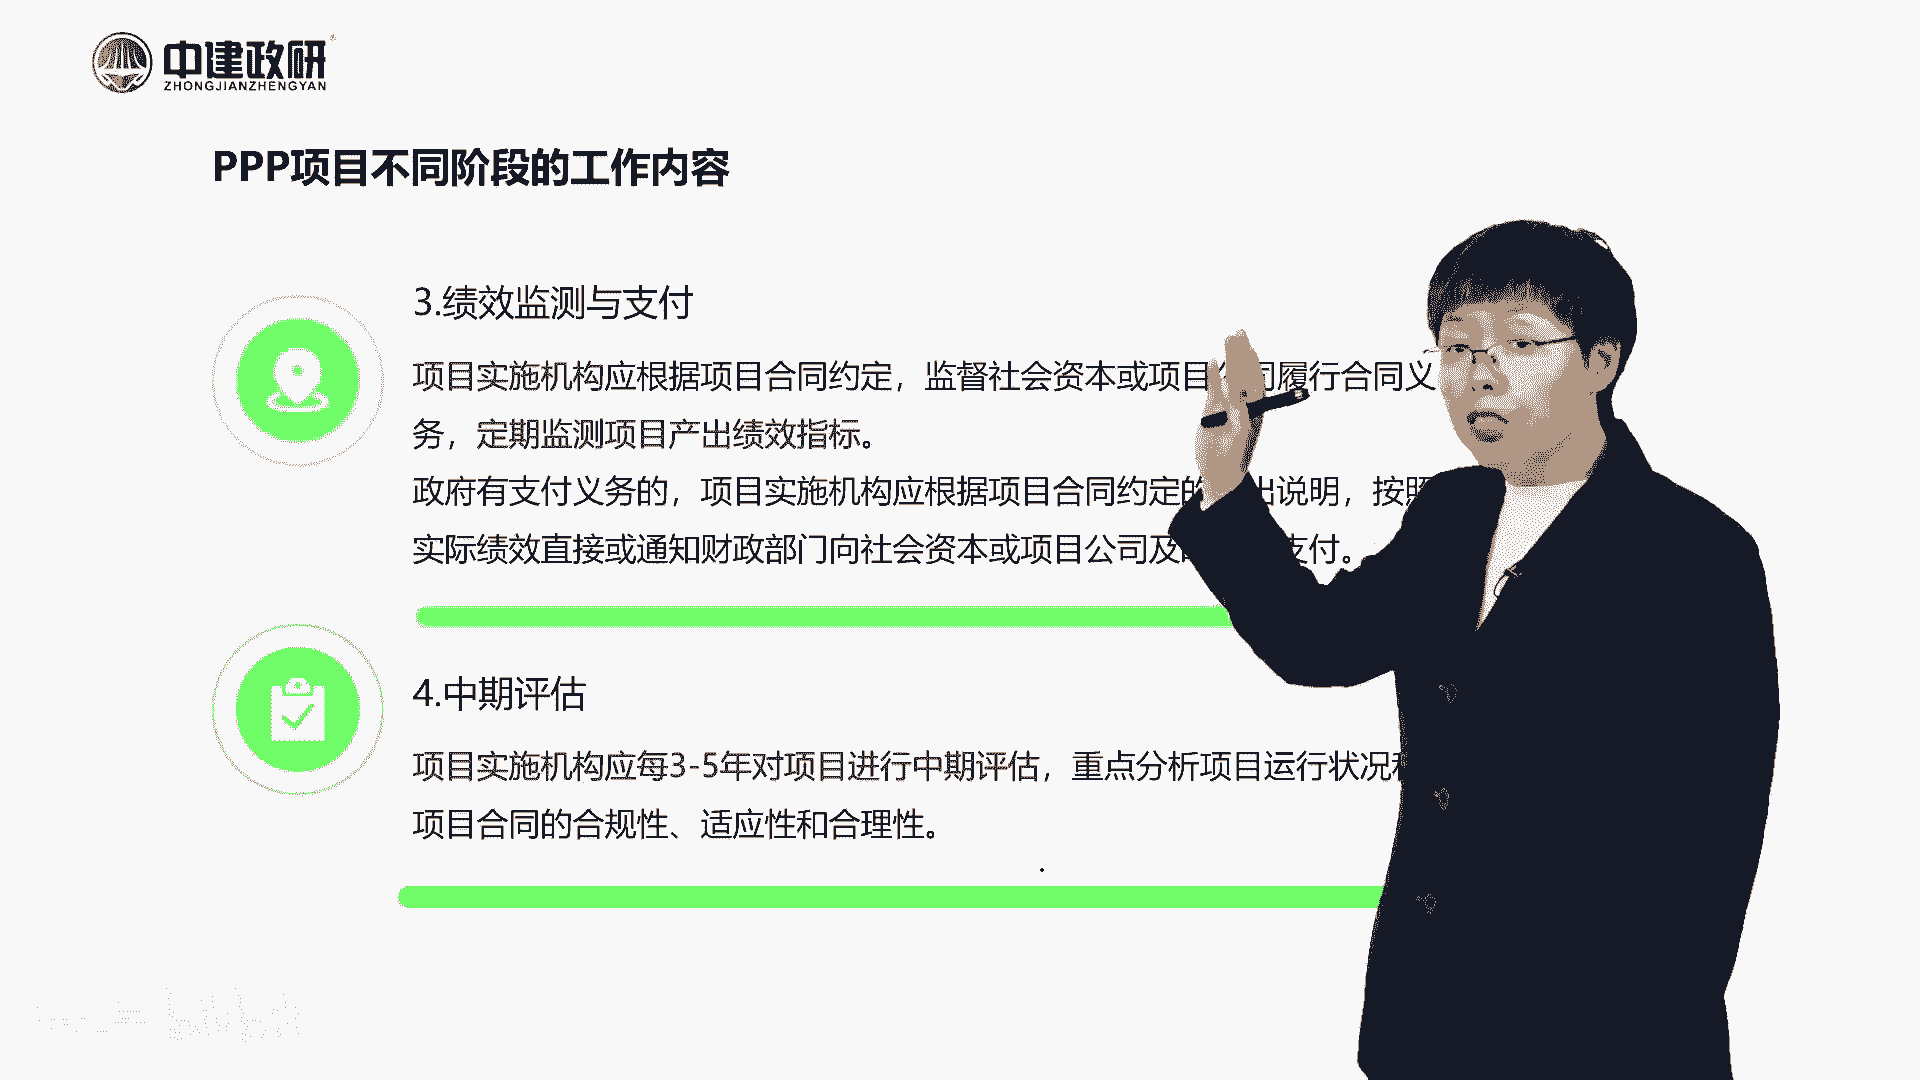 中建政研
ZHONGJIANZHENGYAN
PPP项目不同阶段的工作内容
3.绩效监测与支付
项目实施机构应根据项目合同约定，监督社会资本或项目 司履行合同义
务，定期监测项目产出绩效指标。
政府有支付义务的，项目实施机构应根据项目合同约定的 出说明，按照
实际绩效直接或通知财政部门向社会资本或项目公司及 支付。
4.中期评估
项目实施机构应每3-5年对项目进行中期评估，重点分析项目运行状况和
项目合同的合规性、适应性和合理性。